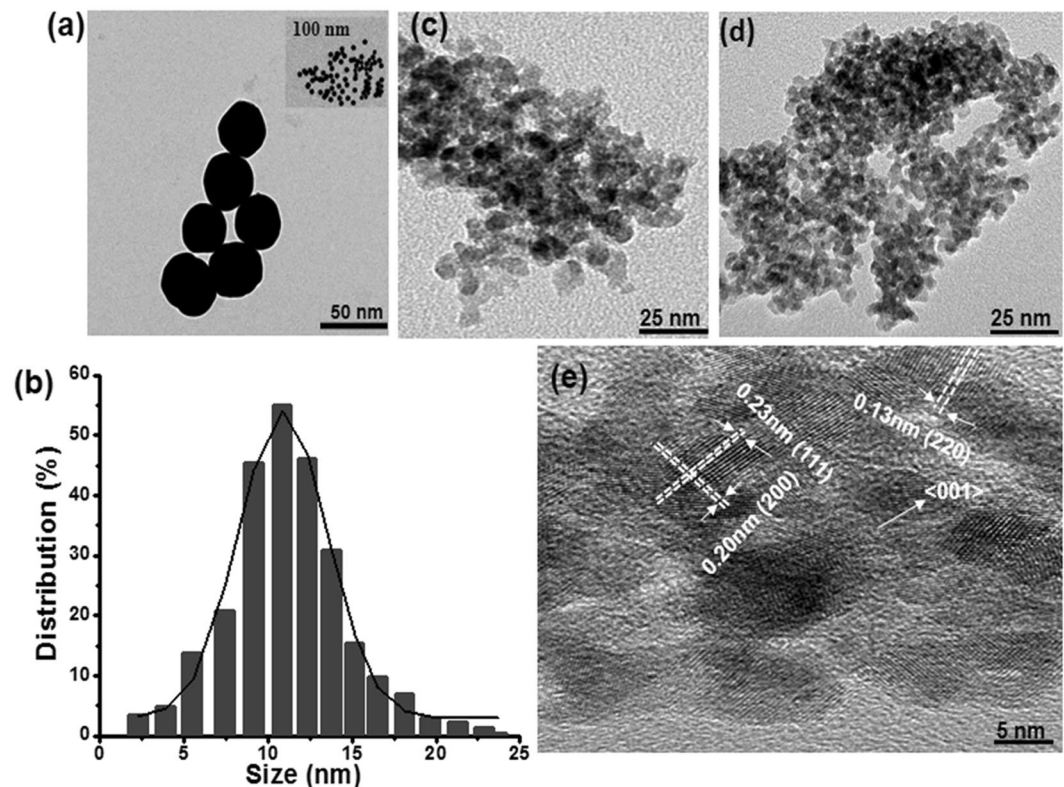 (a)
100 nm
50 nm
(c)
25 nm
(d)
25 nm
(b)
60
50
40
30
20
10
0
Distribution (%)
0
5
10
15
20
25
Size (nm)
(e)
0.23nm (111)
0.20nm (200)
0.13nm (220)
<001>
5 nm